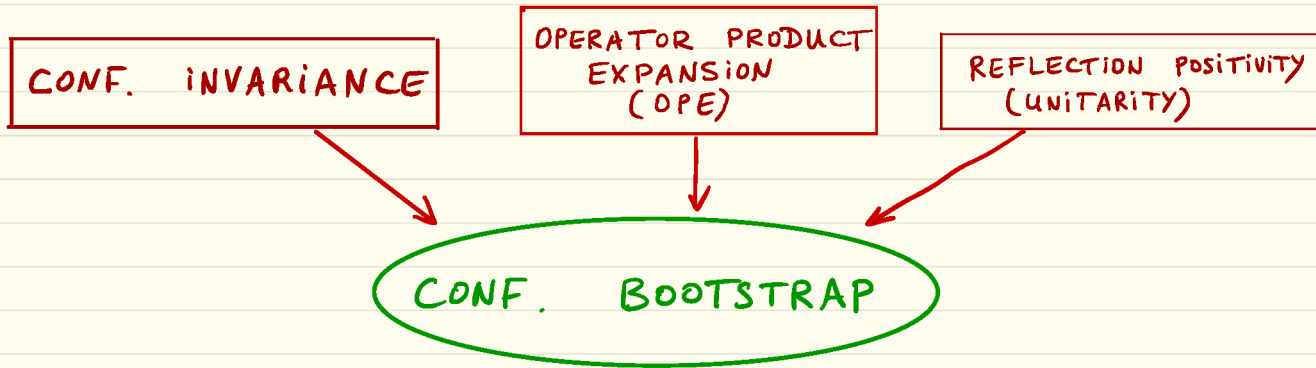 CONF. INVARIANCE
OPERATOR PRODUCT
EXPANSION
(OPE)
REFLECTION POSITIVITY
(UNITARITY)
CONF. BOOTSTRAP